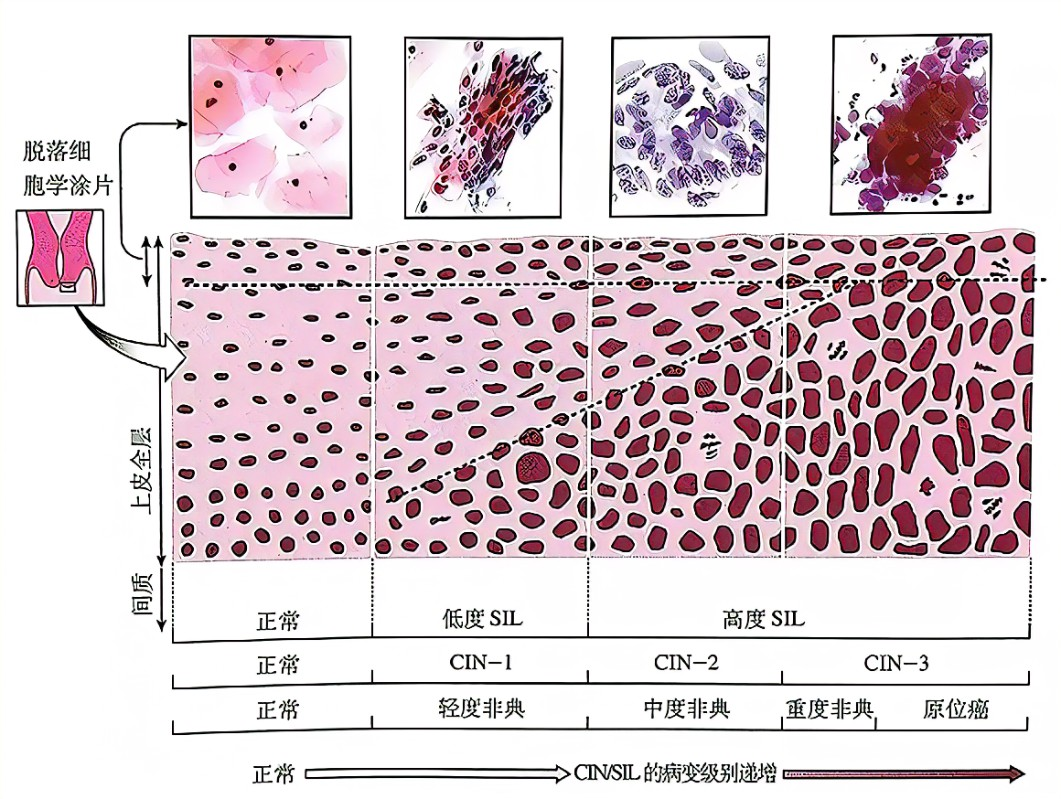 脱落细
胞学涂片
上皮全层
间质
正常 低度 SIL 高度 SIL
正常 CIN-1 CIN-2 CIN-3
正常 轻度非典 中度非典 重度非典 原位癌
正常 CIN/SIL 的病变级别递增